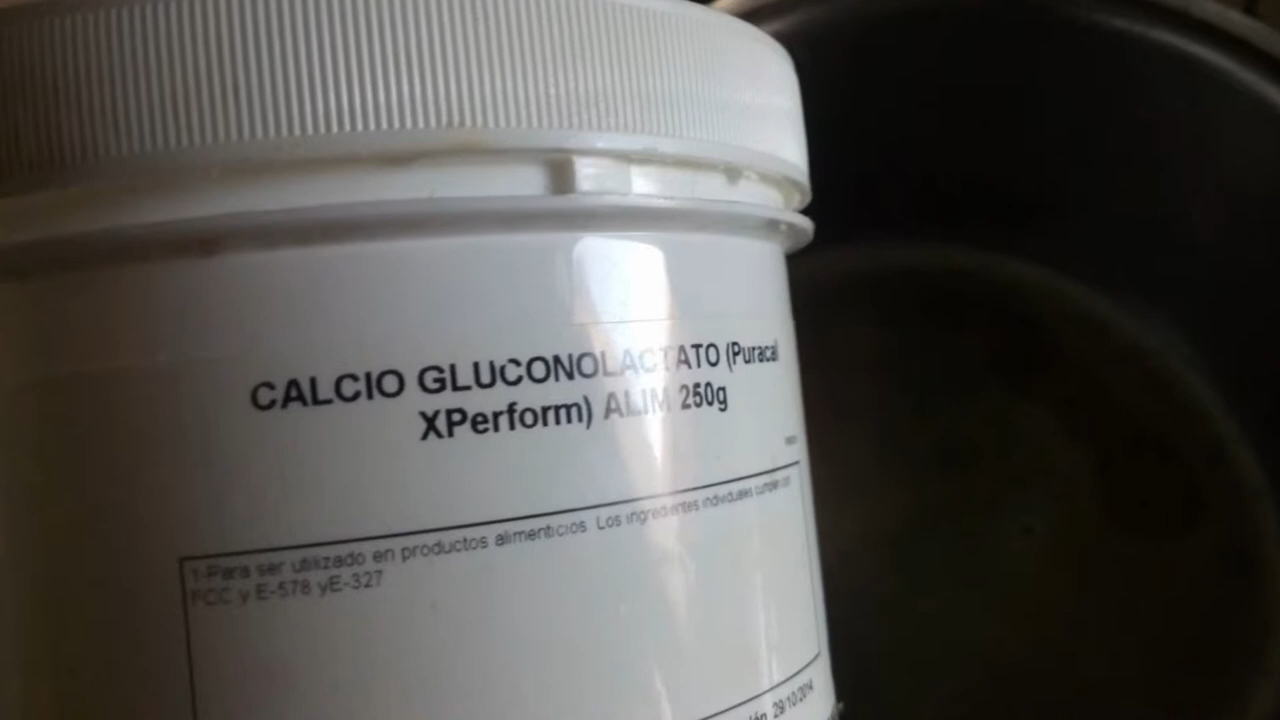 CALCIO GLUCONOLACTATO (Puracal
XPerform) ALIM 250g
1-Para ser utilizado en productos alimenticios. Los ingredientes individuales cumplen con
FCC y E-578 yE-327
29/10/2014